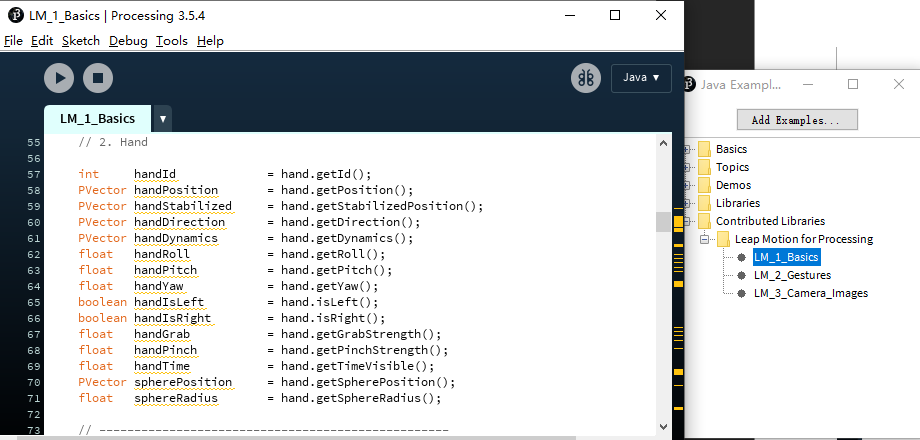 LM_1_Basics | Processing 3.5.4
File Edit Sketch Debug Tools Help
Java ▾
LM_1_Basics ▾
55 // 2. Hand
56
57 int handId = hand.getId();
58 PVector handPosition = hand.getPosition();
59 PVector handStabilized = hand.getStabilizedPosition();
60 PVector handDirection = hand.getDirection();
61 PVector handDynamics = hand.getDynamics();
62 float handRoll = hand.getRoll();
63 float handPitch = hand.getPitch();
64 float handYaw = hand.getYaw();
65 boolean handIsLeft = hand.isLeft();
66 boolean handIsRight = hand.isRight();
67 float handGrab = hand.getGrabStrength();
68 float handPinch = hand.getPinchStrength();
69 float handTime = hand.getTimeVisible();
70 PVector spherePosition = hand.getSpherePosition();
71 float sphereRadius = hand.getSphereRadius();
72
73 // --------------------------------------------------
Java Exampl...
Add Examples...
Basics
Topics
Demos
Libraries
Contributed Libraries
Leap Motion for Processing
LM_1_Basics
LM_2_Gestures
LM_3_Camera_Images